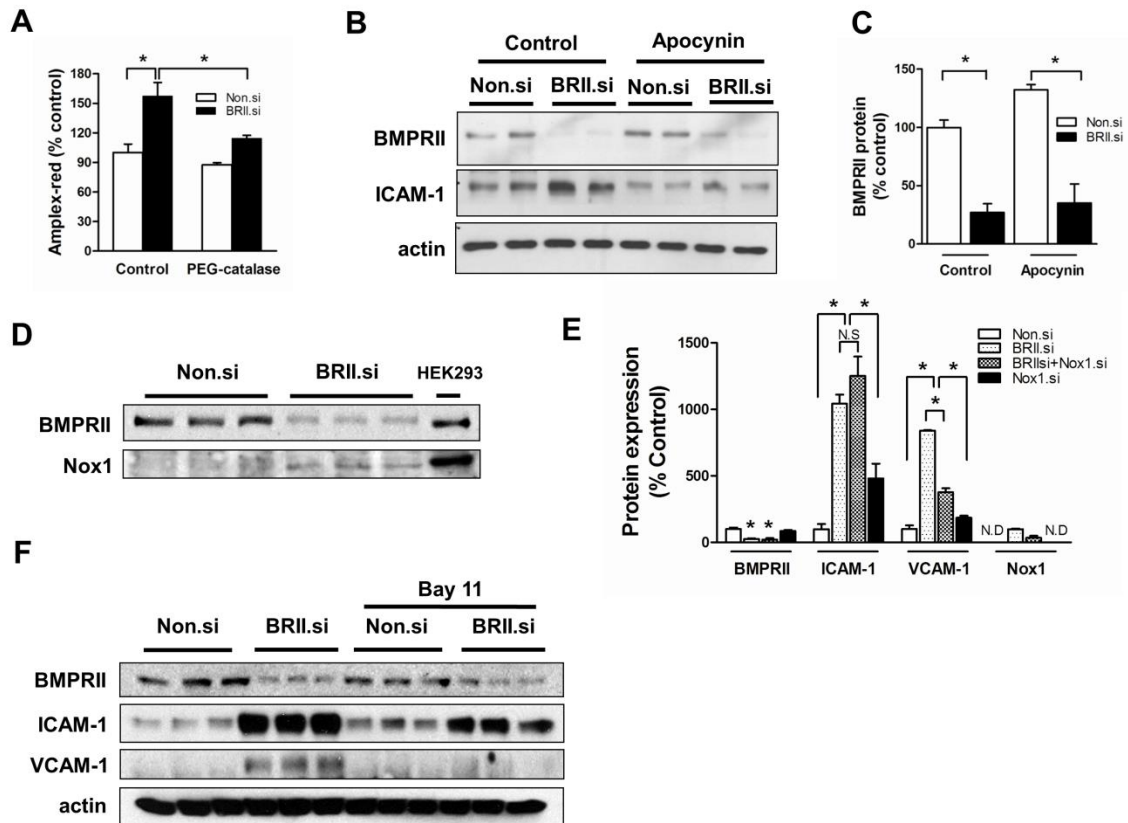 A
Amplex-red (% control)
180
150
120
90
60
30
0
*
*
Non.si
BRII.si
Control PEG-catalase
B
Control Apocynin
Non.si BRII.si Non.si BRII.si
BMPRII
ICAM-1
actin
C
BMPRII protein
(% control)
150
100
50
0
* *
Non.si
BRII.si
Control Apocynin
D
Non.si BRII.si HEK293
BMPRII
Nox1
E
Protein expression
(% Control)
1500
1000
500
0
* *
N.S
* *
*
* *
N.D N.D
Non.si
BRII.si
BRIIsi+Nox1.si
Nox1.si
BMPRII ICAM-1 VCAM-1 Nox1
F
Bay 11
Non.si BRII.si Non.si BRII.si
BMPRII
ICAM-1
VCAM-1
actin